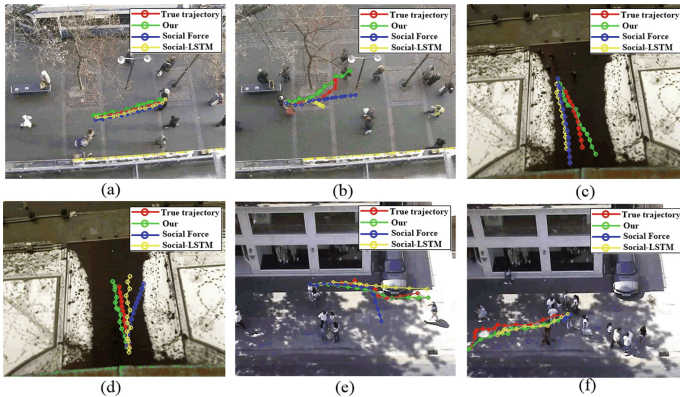 True trajectory
Our
Social Force
Social-LSTM
True trajectory
Our
Social Force
Social-LSTM
True trajectory
Our
Social Force
Social-LSTM
(a)
(b)
(c)
True trajectory
Our
Social Force
Social-LSTM
True trajectory
Our
Social Force
Social-LSTM
True trajectory
Our
Social Force
Social-LSTM
(d)
(e)
(f)